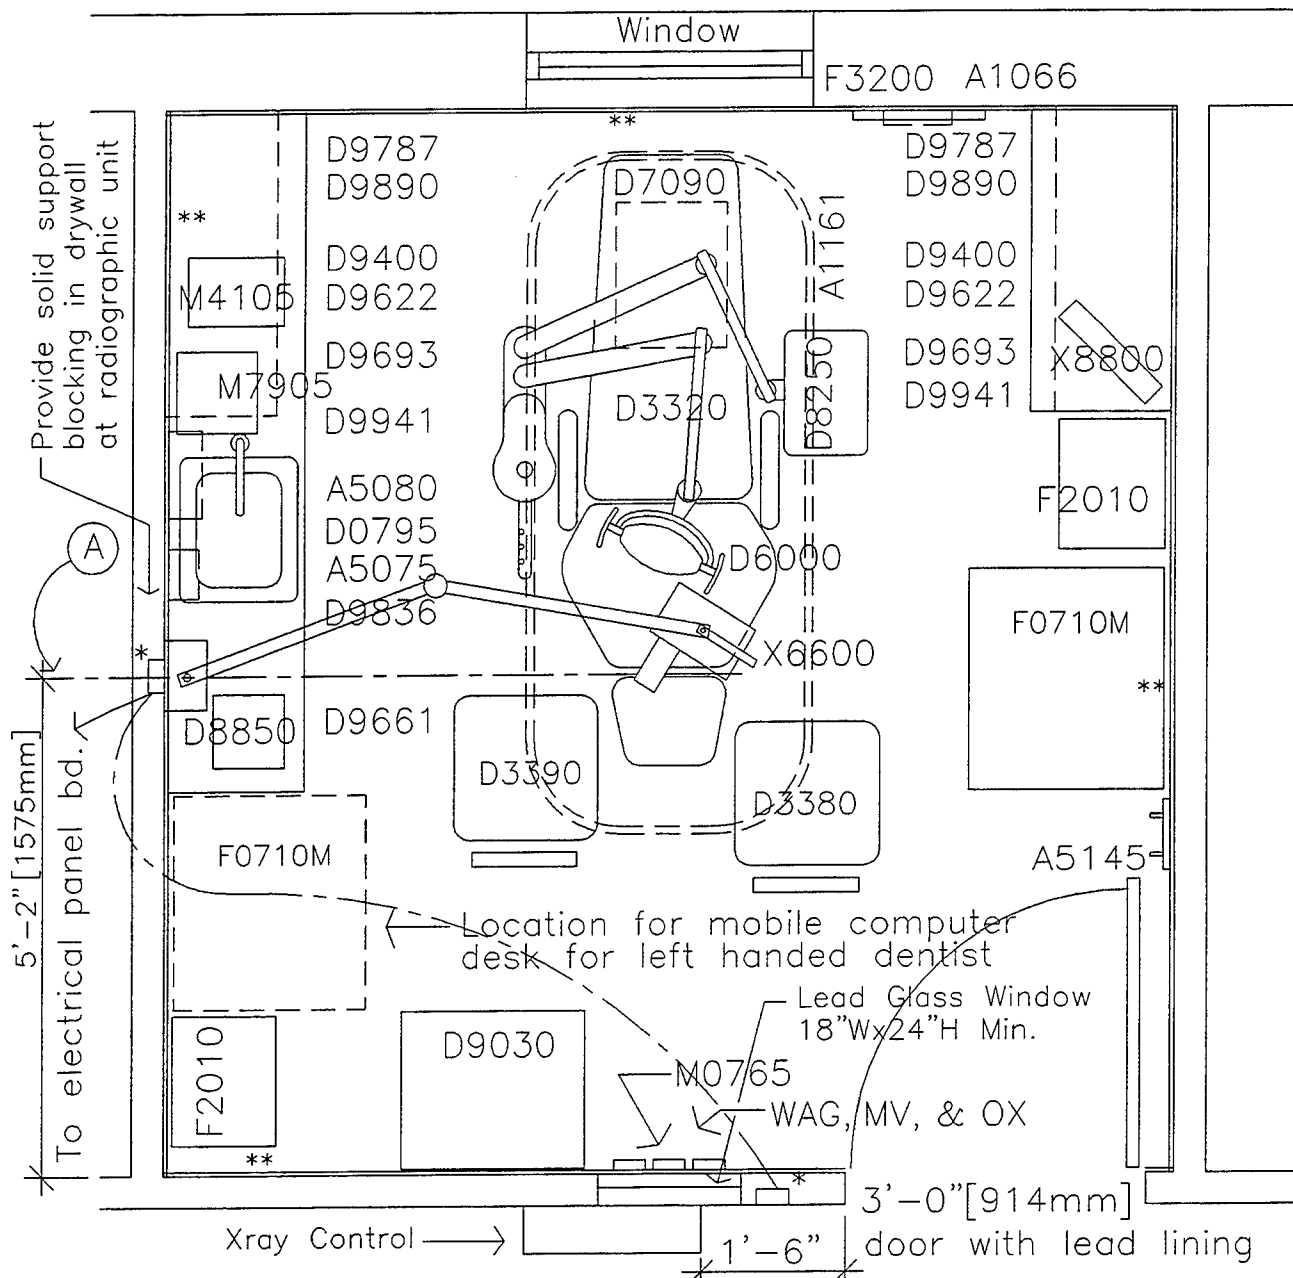 Window
F3200 A1066
**
D9787
D9890
D7090
D9787
D9890
Provide solid support
blocking in drywall
at radiographic unit
**
A1161
D9400
D9622
M4105
D9400
D9622
D9693
M7905
D8250
D9693
X8800
D9941
D3320
D9941
A5080
F2010
D0795
A
D6000
A5075
D9836
F0710M
*
X6600
**
D8850
D9661
D3390
D3380
5'-2" [1575mm]
To electrical panel bd.
F0710M
A5145
Location for mobile computer
desk for left handed dentist
Lead Glass Window
18"Wx24"H Min.
F2010
D9030
M0765
WAG, MV, & OX
**
*
3'-0"[914mm]
door with lead lining
Xray Control
1'-6"